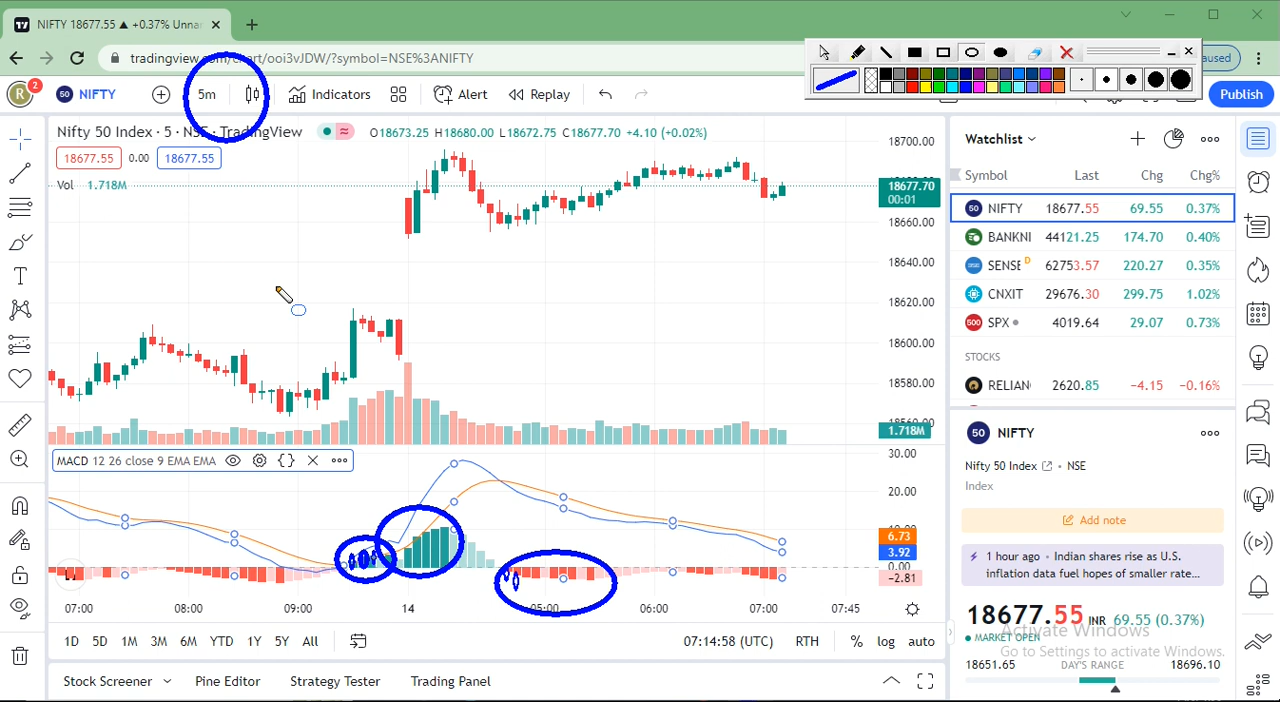 NIFTY 18677.55 ▲ +0.37% Unna
tradingview.com/chart/ooi3vJDW/?symbol=NSE%3ANIFTY
aused
R 2
50 NIFTY
5m
Indicators
Alert
Replay
Publish
Nifty 50 Index · 5 · NSE · TradingView
O18673.25 H18680.00 L18672.75 C18677.70 +4.10 (+0.02%)
18677.55 0.00 18677.55
Vol 1.718M
18700.00
18677.70
00:01
18660.00
18640.00
18620.00
18600.00
18580.00
1.718M
MACD 12 26 close 9 EMA EMA
30.00
20.00
6.73
3.92
0.00
−2.81
07:00 08:00 09:00 14 05:00 06:00 07:00 07:45
1D 5D 1M 3M 6M YTD 1Y 5Y All
07:14:58 (UTC) RTH % log auto
Stock Screener Pine Editor Strategy Tester Trading Panel
Watchlist
Symbol Last Chg Chg%
50 NIFTY 18677.55 69.55 0.37%
BANKNI 44121.25 174.70 0.40%
SENSE D 62753.57 220.27 0.35%
CNXIT 29676.30 299.75 1.02%
500 SPX 4019.64 29.07 0.73%
STOCKS
RELIAN 2620.85 −4.15 −0.16%
50 NIFTY
Nifty 50 Index • NSE
Index
Add note
1 hour ago • Indian shares rise as U.S.
inflation data fuel hopes of smaller rate...
18677.55 INR 69.55 (0.37%)
MARKET OPEN
Activate Windows
Go to Settings to activate Windows.
18651.65 DAY'S RANGE 18696.10